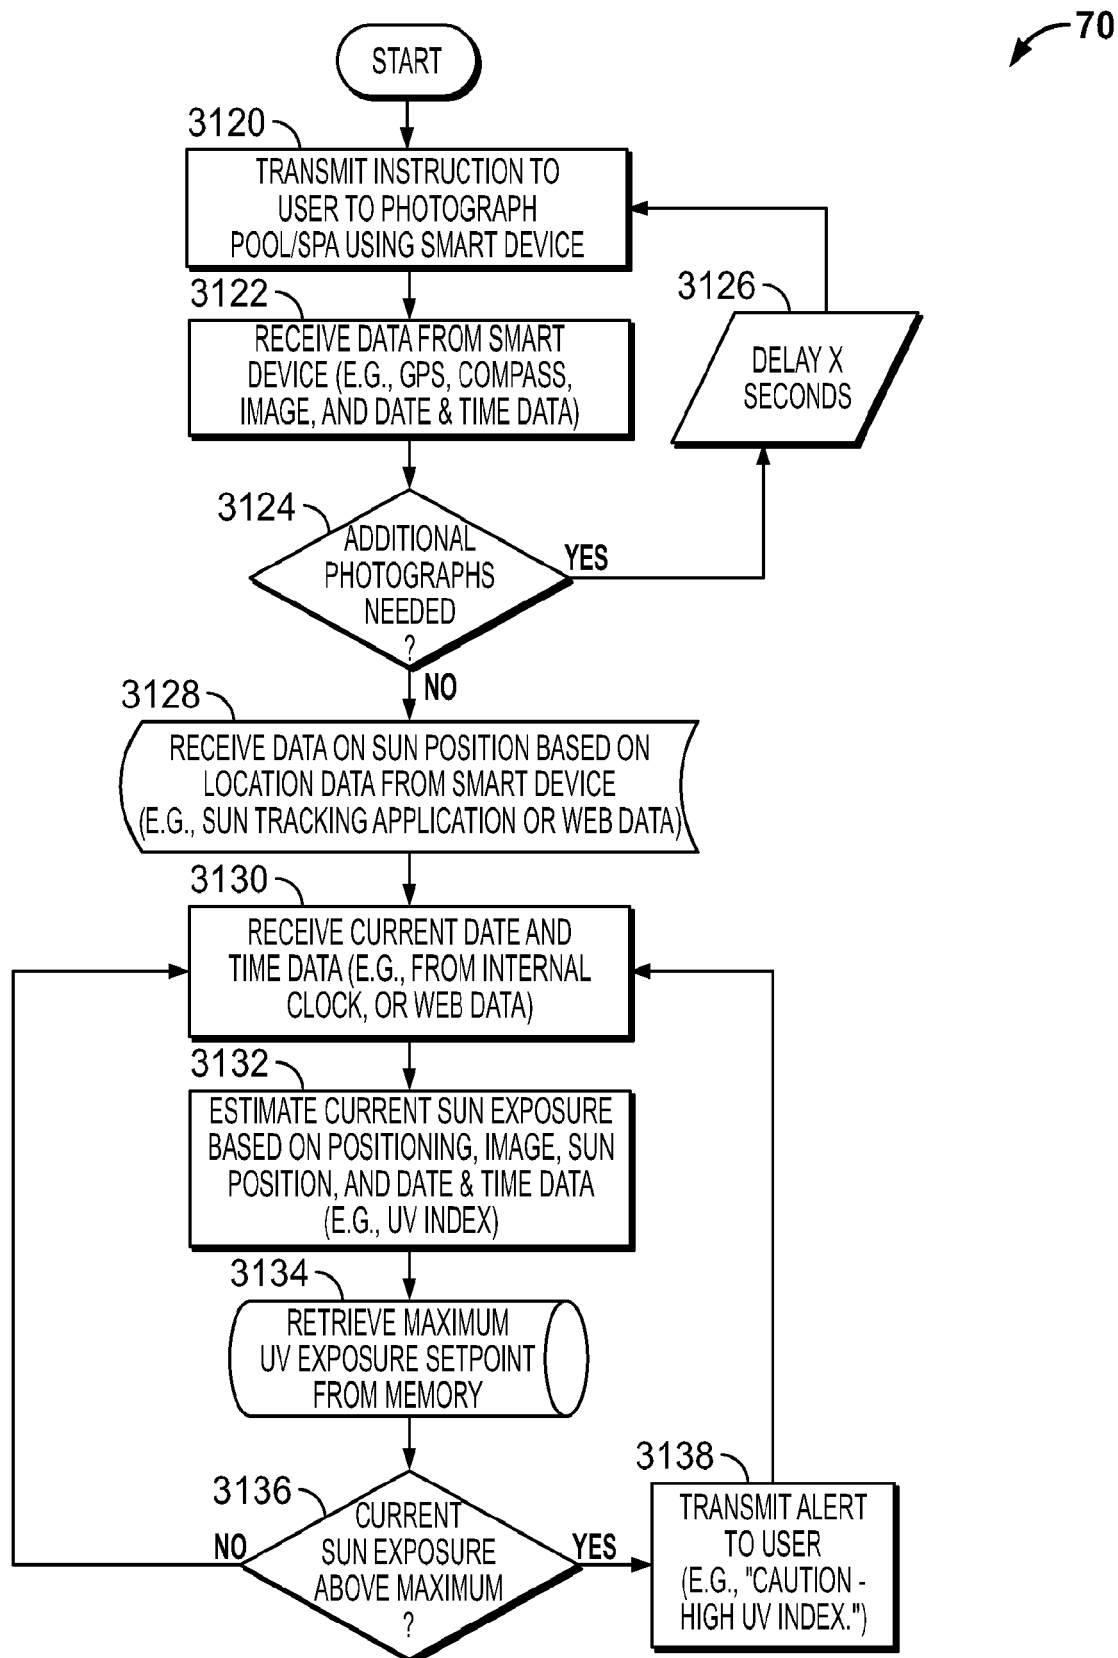 70
START
3120
TRANSMIT INSTRUCTION TO
USER TO PHOTOGRAPH
POOL/SPA USING SMART DEVICE
3122
RECEIVE DATA FROM SMART
DEVICE (E.G., GPS, COMPASS,
IMAGE, AND DATE & TIME DATA)
3126
DELAY X
SECONDS
3124
ADDITIONAL
PHOTOGRAPHS
NEEDED
?
YES
NO
3128
RECEIVE DATA ON SUN POSITION BASED ON
LOCATION DATA FROM SMART DEVICE
(E.G., SUN TRACKING APPLICATION OR WEB DATA)
3130
RECEIVE CURRENT DATE AND
TIME DATA (E.G., FROM INTERNAL
CLOCK, OR WEB DATA)
3132
ESTIMATE CURRENT SUN EXPOSURE
BASED ON POSITIONING, IMAGE, SUN
POSITION, AND DATE & TIME DATA
(E.G., UV INDEX)
3134
RETRIEVE MAXIMUM
UV EXPOSURE SETPOINT
FROM MEMORY
3136
CURRENT
SUN EXPOSURE
ABOVE MAXIMUM
?
NO
YES
3138
TRANSMIT ALERT
TO USER
(E.G., "CAUTION -
HIGH UV INDEX.")